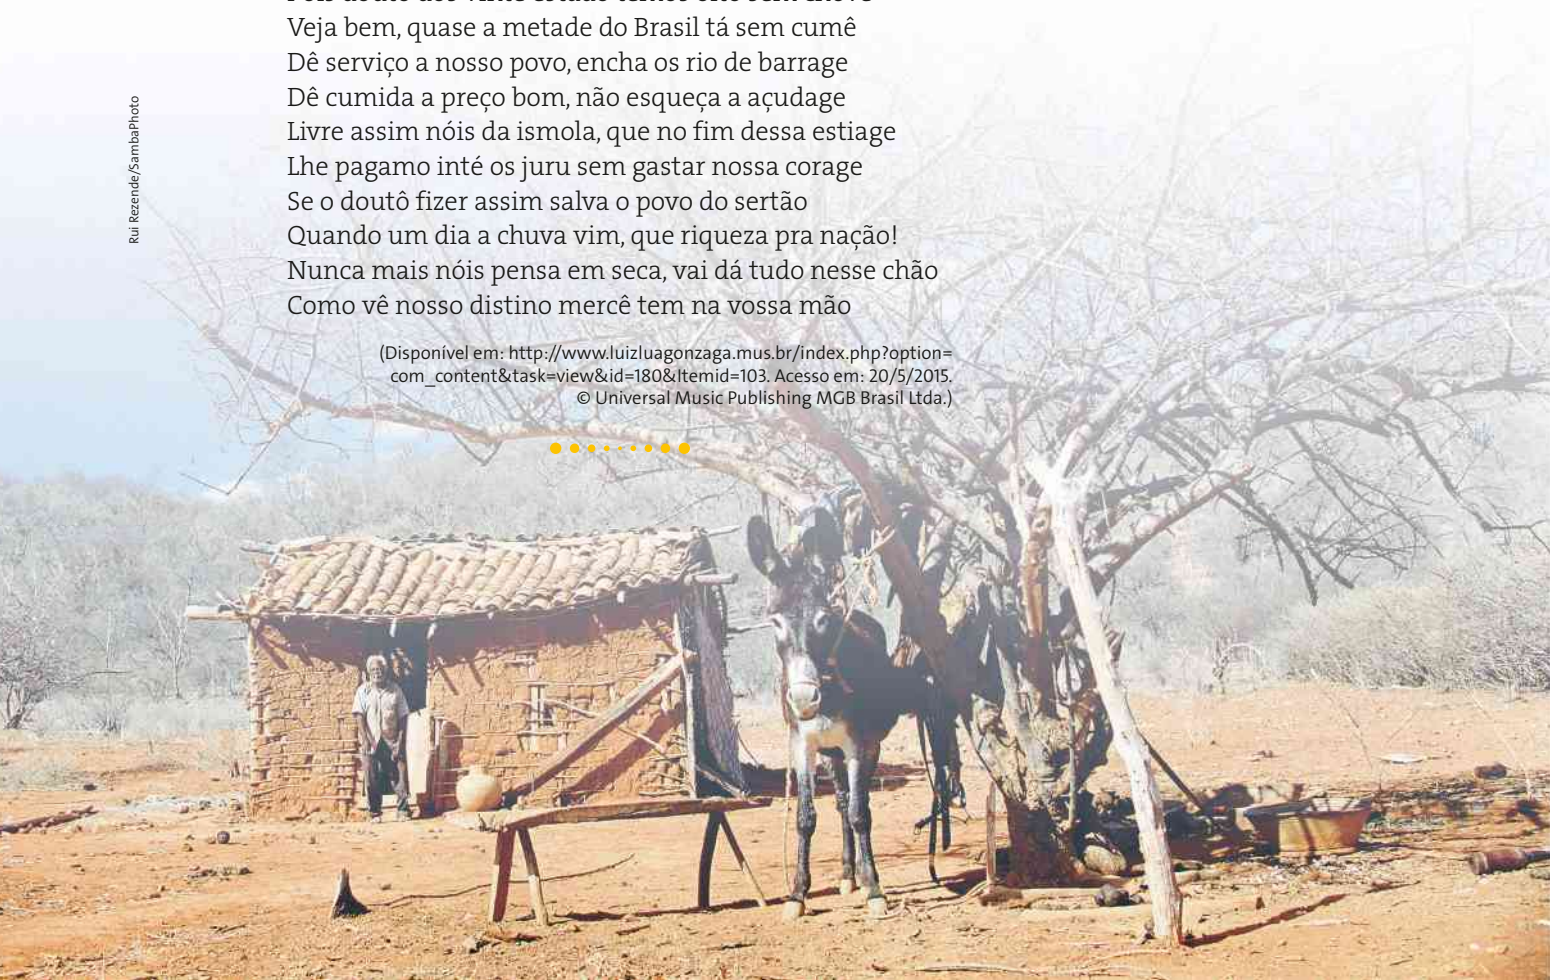 Veja bem, quase a metade do Brasil tá sem cumê
Dê serviço a nosso povo, encha os rio de barrage
Dê cumida a preço bom, não esqueça a açudage
Livre assim nóis da ismola, que no fim dessa estiage
Lhe pagamo inté os juru sem gastar nossa corage
Se o doutô fizer assim salva o povo do sertão
Quando um dia a chuva vim, que riqueza pra nação!
Nunca mais nóis pensa em seca, vai dá tudo nesse chão
Como vê nosso distino mercê tem na vossa mão
(Disponível em: http://www.luizluagonzaga.mus.br/index.php?option=
com_content&task=view&id=180&Itemid=103. Acesso em: 20/5/2015.
© Universal Music Publishing MGB Brasil Ltda.)
Rui Rezende/SambaPhoto